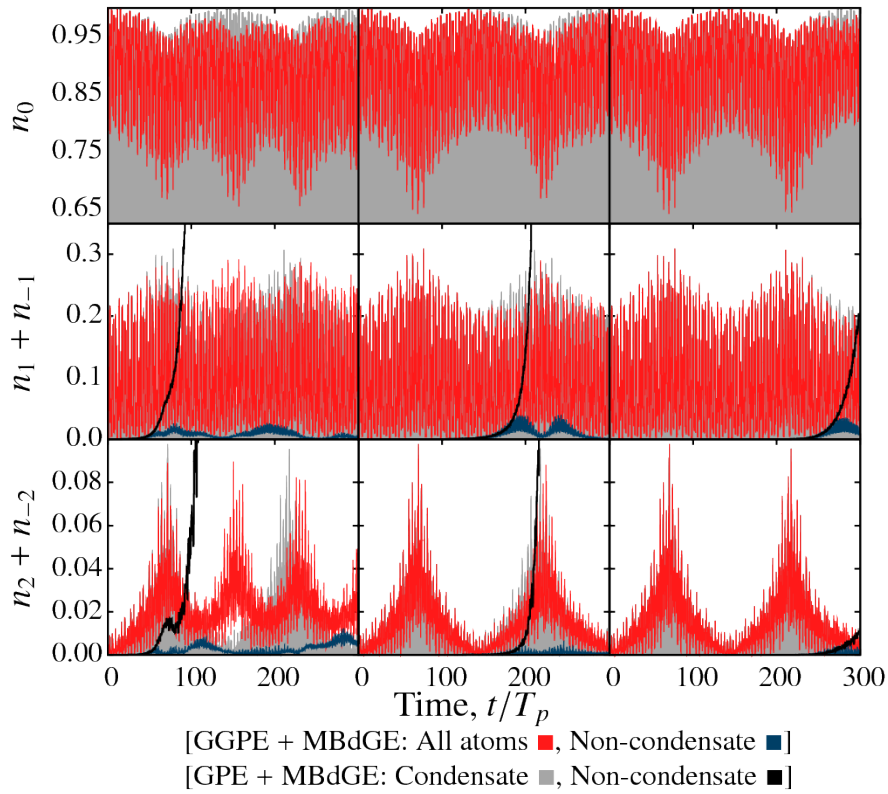 n₀
0.95
0.85
0.75
0.65
n₁ + n₋₁
0.3
0.2
0.1
0.0
n₂ + n₋₂
0.08
0.06
0.04
0.02
0.00
0 100 200 0 100 200 0 100 200 300
Time, t/Tₚ
[GGPE + MBdGE: All atoms ■, Non-condensate ■]
[GPE + MBdGE: Condensate ■, Non-condensate ■]